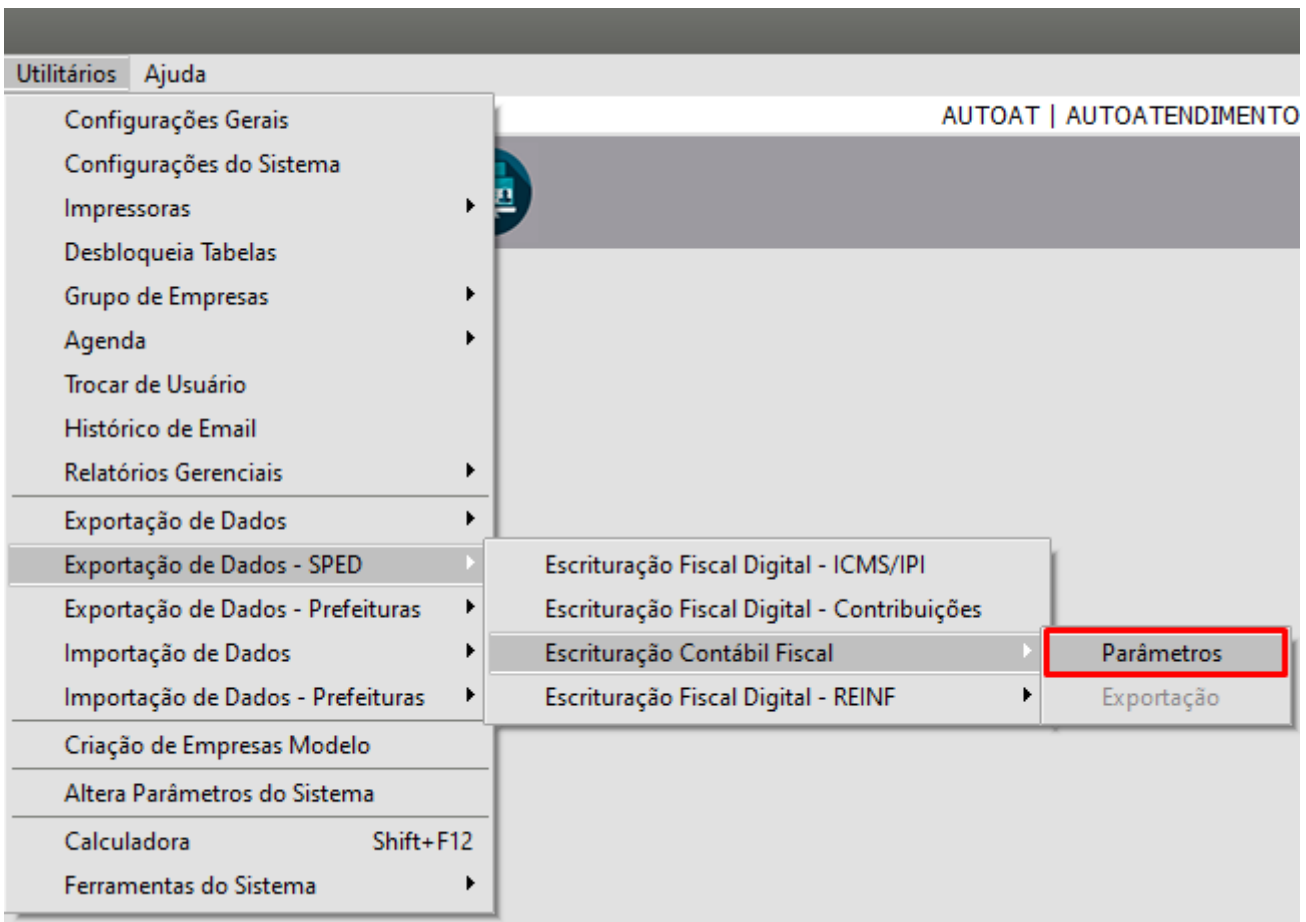 Utilitários Ajuda
AUTOAT | AUTOATENDIMENTO
Configurações Gerais
Configurações do Sistema
Impressoras
Desbloqueia Tabelas
Grupo de Empresas
Agenda
Trocar de Usuário
Histórico de Email
Relatórios Gerenciais
Exportação de Dados
Exportação de Dados - SPED
Exportação de Dados - Prefeituras
Importação de Dados
Importação de Dados - Prefeituras
Criação de Empresas Modelo
Altera Parâmetros do Sistema
Calculadora Shift+F12
Ferramentas do Sistema
Escrituração Fiscal Digital - ICMS/IPI
Escrituração Fiscal Digital - Contribuições
Escrituração Contábil Fiscal
Escrituração Fiscal Digital - REINF
Parâmetros
Exportação